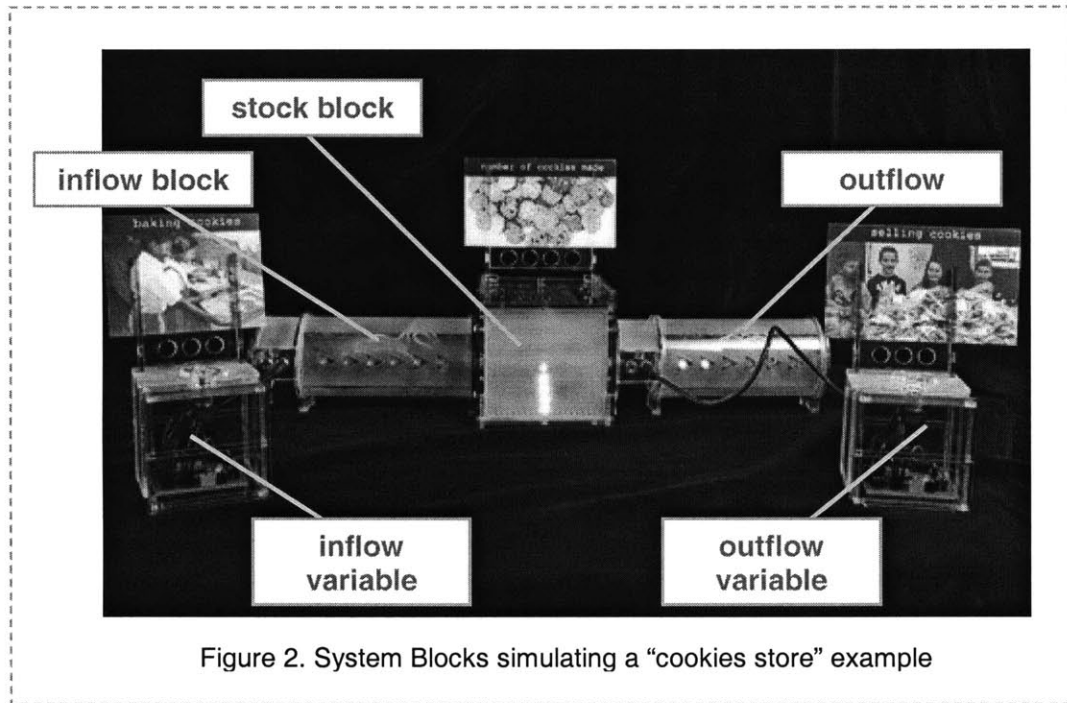 stock block
number of cookies made
inflow block
outflow
baking cookies
selling cookies
inflow
variable
outflow
variable
Figure 2. System Blocks simulating a “cookies store” example